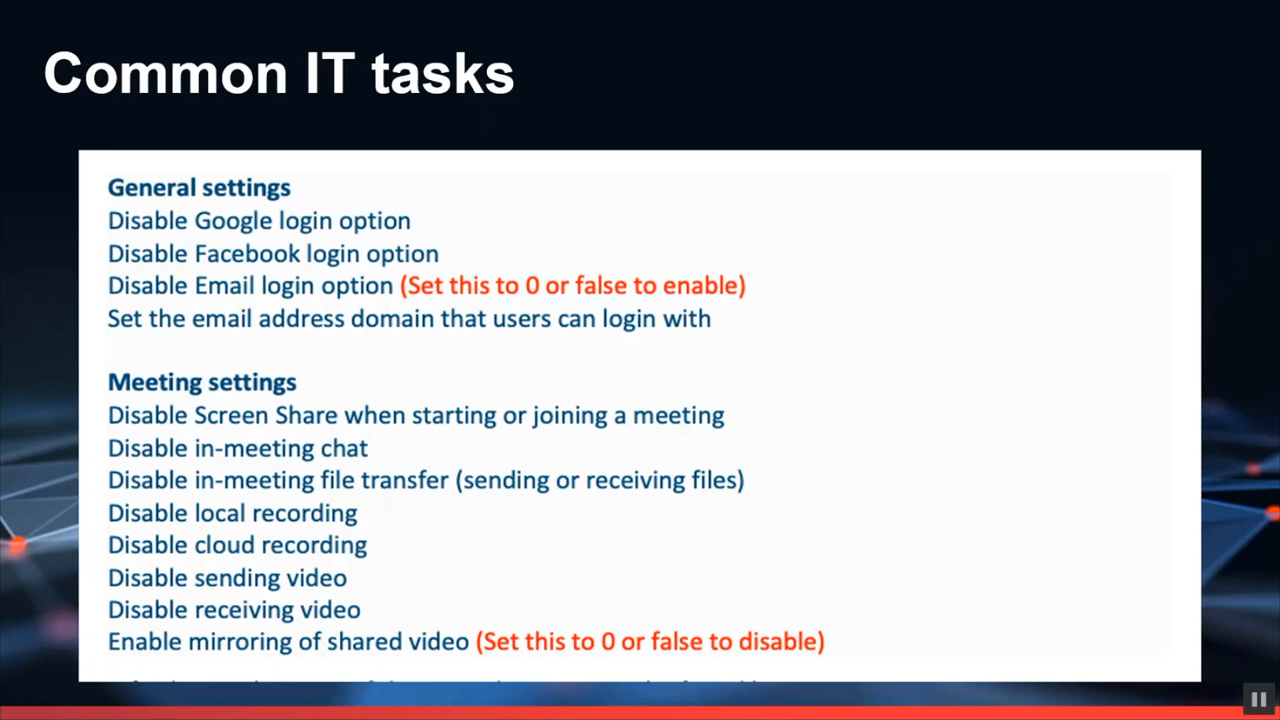 Common IT tasks
General settings
Disable Google login option
Disable Facebook login option
Disable Email login option (Set this to 0 or false to enable)
Set the email address domain that users can login with
Meeting settings
Disable Screen Share when starting or joining a meeting
Disable in-meeting chat
Disable in-meeting file transfer (sending or receiving files)
Disable local recording
Disable cloud recording
Disable sending video
Disable receiving video
Enable mirroring of shared video (Set this to 0 or false to disable)